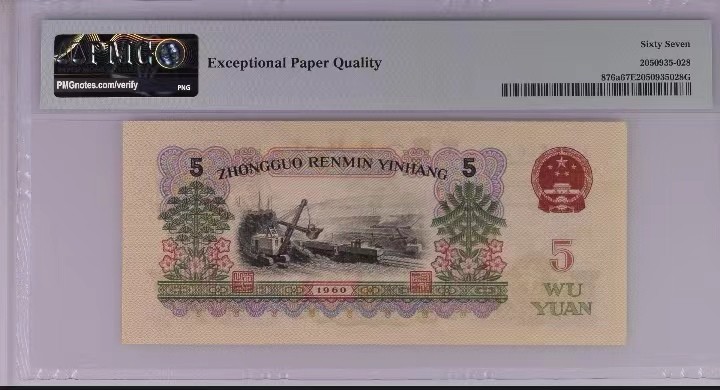 PMG
PMGnotes.com/verify
PNG
Exceptional Paper Quality
Sixty Seven
2050935-028
876a67E2050935028G
5
ZHONGGUO RENMIN YINHANG
5
5
1960
WU
YUAN